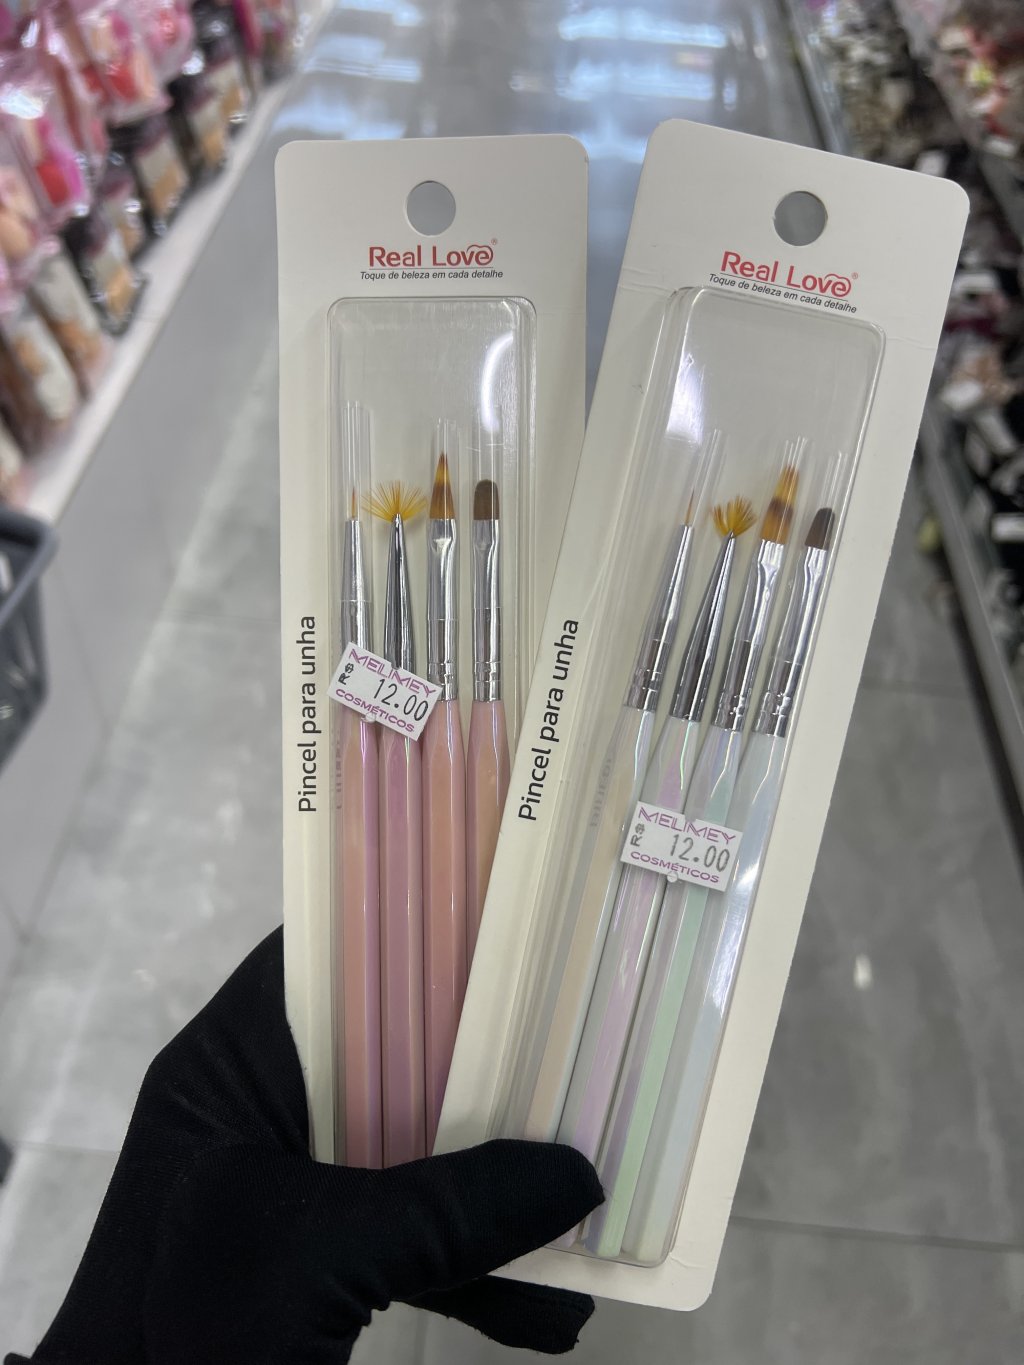 Real Love®
Toque de beleza em cada detalhe
Pincel para unha
MELIMEY
R$ 12.00
COSMÉTICOS
Real Love®
Toque de beleza em cada detalhe
Pincel para unha
MELIMEY
R$ 12.00
COSMÉTICOS